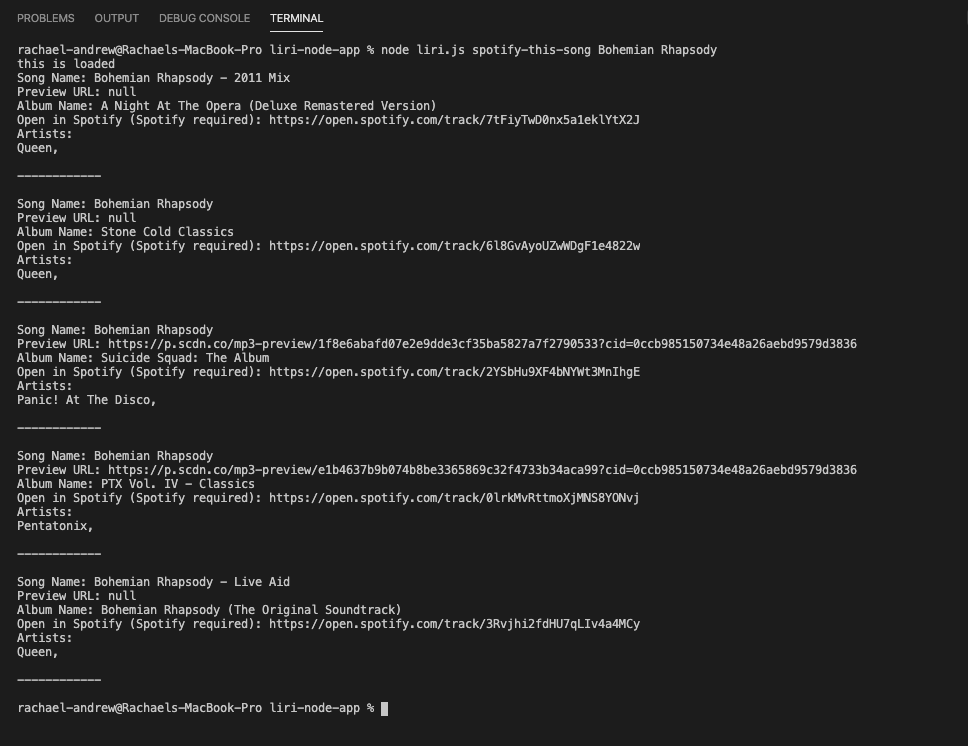 PROBLEMS OUTPUT DEBUG CONSOLE TERMINAL
rachael-andrew@Rachaels-MacBook-Pro liri-node-app % node liri.js spotify-this-song Bohemian Rhapsody
this is loaded
Song Name: Bohemian Rhapsody - 2011 Mix
Preview URL: null
Album Name: A Night At The Opera (Deluxe Remastered Version)
Open in Spotify (Spotify required): https://open.spotify.com/track/7tFiyTwD0nx5a1eklYtX2J
Artists:
Queen,
____________
Song Name: Bohemian Rhapsody
Preview URL: null
Album Name: Stone Cold Classics
Open in Spotify (Spotify required): https://open.spotify.com/track/6l8GvAyoUZwWDgF1e4822w
Artists:
Queen,
____________
Song Name: Bohemian Rhapsody
Preview URL: https://p.scdn.co/mp3-preview/1f8e6abafd07e2e9dde3cf35ba5827a7f2790533?cid=0ccb985150734e48a26aebd9579d3836
Album Name: Suicide Squad: The Album
Open in Spotify (Spotify required): https://open.spotify.com/track/2YSbHu9XF4bNYWt3MnIhgE
Artists:
Panic! At The Disco,
____________
Song Name: Bohemian Rhapsody
Preview URL: https://p.scdn.co/mp3-preview/e1b4637b9b074b8be3365869c32f4733b34aca99?cid=0ccb985150734e48a26aebd9579d3836
Album Name: PTX Vol. IV - Classics
Open in Spotify (Spotify required): https://open.spotify.com/track/0lrkMvRttmoXjMNS8YONvj
Artists:
Pentatonix,
____________
Song Name: Bohemian Rhapsody - Live Aid
Preview URL: null
Album Name: Bohemian Rhapsody (The Original Soundtrack)
Open in Spotify (Spotify required): https://open.spotify.com/track/3Rvjhi2fdHU7qLIv4a4MCy
Artists:
Queen,
____________
rachael-andrew@Rachaels-MacBook-Pro liri-node-app %